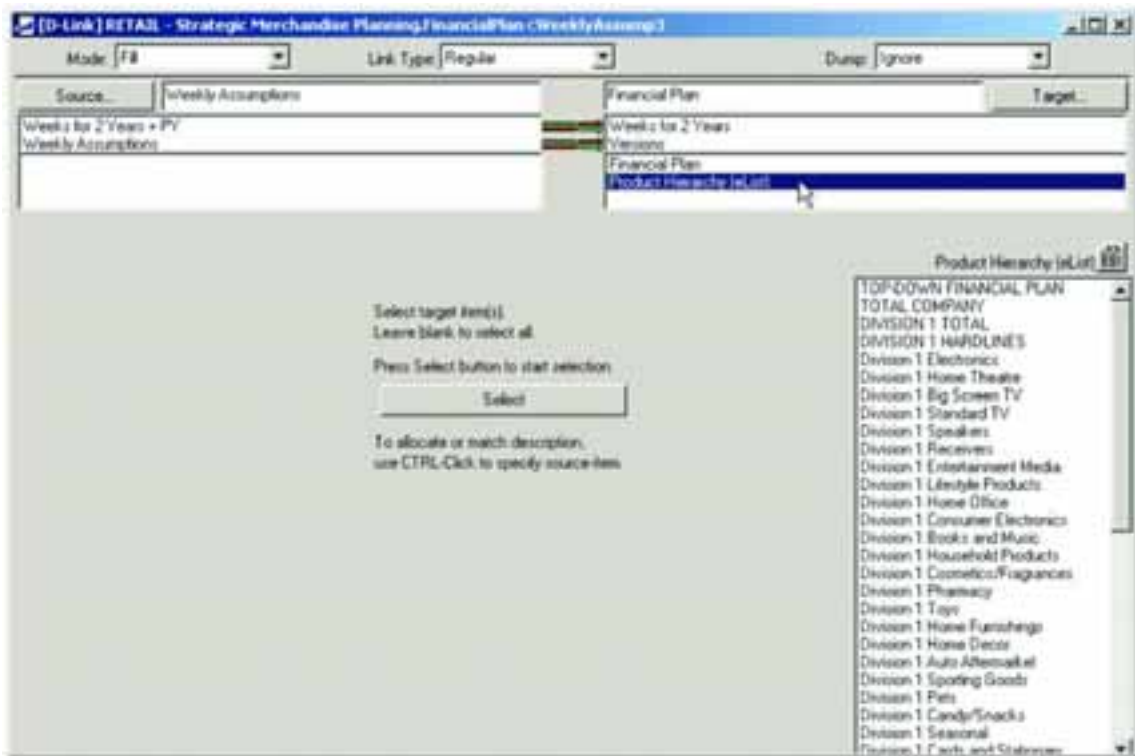 [D-Link] RETAIL - Strategic Merchandise Planning.FinancialPlan <WeeklyAssump>]
Mode: Fill Link Type: Regular Dump: Ignore
Source... Weekly Assumptions Financial Plan Target...
Weeks for 2 Years + PY Weeks for 2 Years
Weekly Assumptions Versions
Financial Plan
Product Hierarchy (eList)
Product Hierarchy (eList)
TOP-DOWN FINANCIAL PLAN
TOTAL COMPANY
DIVISION 1 TOTAL
DIVISION 1 HARDLINES
Division 1 Electronics
Division 1 Home Theatre
Division 1 Big Screen TV
Division 1 Standard TV
Division 1 Speakers
Division 1 Receivers
Division 1 Entertainment Media
Division 1 Lifestyle Products
Division 1 Home Office
Division 1 Consumer Electronics
Division 1 Books and Music
Division 1 Household Products
Division 1 Cosmetics/Fragrances
Division 1 Pharmacy
Division 1 Toys
Division 1 Home Furnishings
Division 1 Home Decor
Division 1 Auto Aftermarket
Division 1 Sporting Goods
Division 1 Pets
Division 1 Candy/Snacks
Division 1 Seasonal
Division 1 Cards and Stationary
Select target item(s).
Leave blank to select all.
Press Select button to start selection
Select
To allocate or match description,
use CTRL-Click to specify source-item